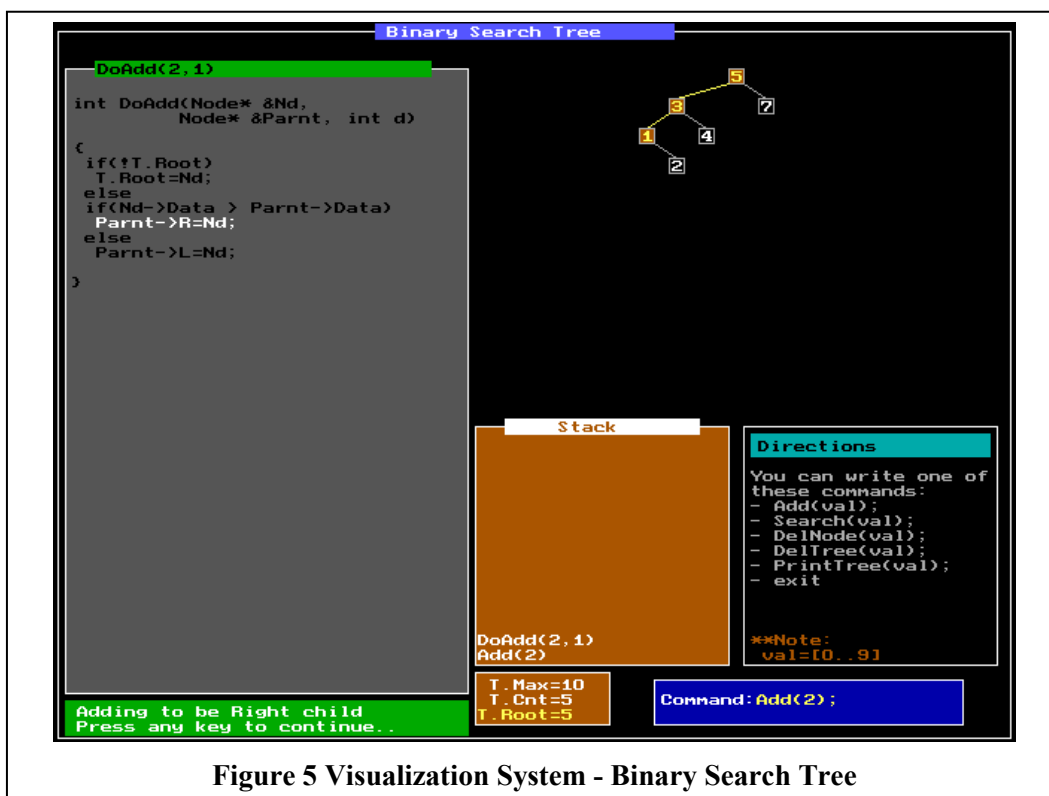 Binary Search Tree
DoAdd(2,1)
int DoAdd(Node* &Nd,
Node* &Parnt, int d)
{
if(!T.Root)
T.Root=Nd;
else
if(Nd->Data > Parnt->Data)
Parnt->R=Nd;
else
Parnt->L=Nd;
}
Adding to be Right child
Press any key to continue..
5
3
7
1
4
2
Stack
DoAdd(2,1)
Add(2)
T.Max=10
T.Cnt=5
T.Root=5
Directions
You can write one of
these commands:
- Add(val);
- Search(val);
- DelNode(val);
- DelTree(val);
- PrintTree(val);
- exit
**Note:
val=[0..9]
Command:Add(2);
Figure 5 Visualization System - Binary Search Tree